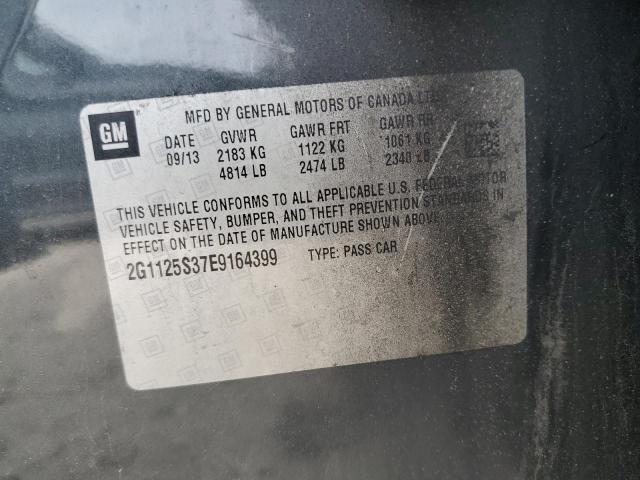 GM
MFD BY GENERAL MOTORS OF CANADA LTD
DATE GVWR GAWR FRT GAWR RR
09/13 2183 KG 1122 KG 1061 KG
4814 LB 2474 LB 2340 LB
THIS VEHICLE CONFORMS TO ALL APPLICABLE U.S. FEDERAL MOTOR
VEHICLE SAFETY, BUMPER, AND THEFT PREVENTION STANDARDS IN
EFFECT ON THE DATE OF MANUFACTURE SHOWN ABOVE.
2G1125S37E9164399 TYPE: PASS CAR